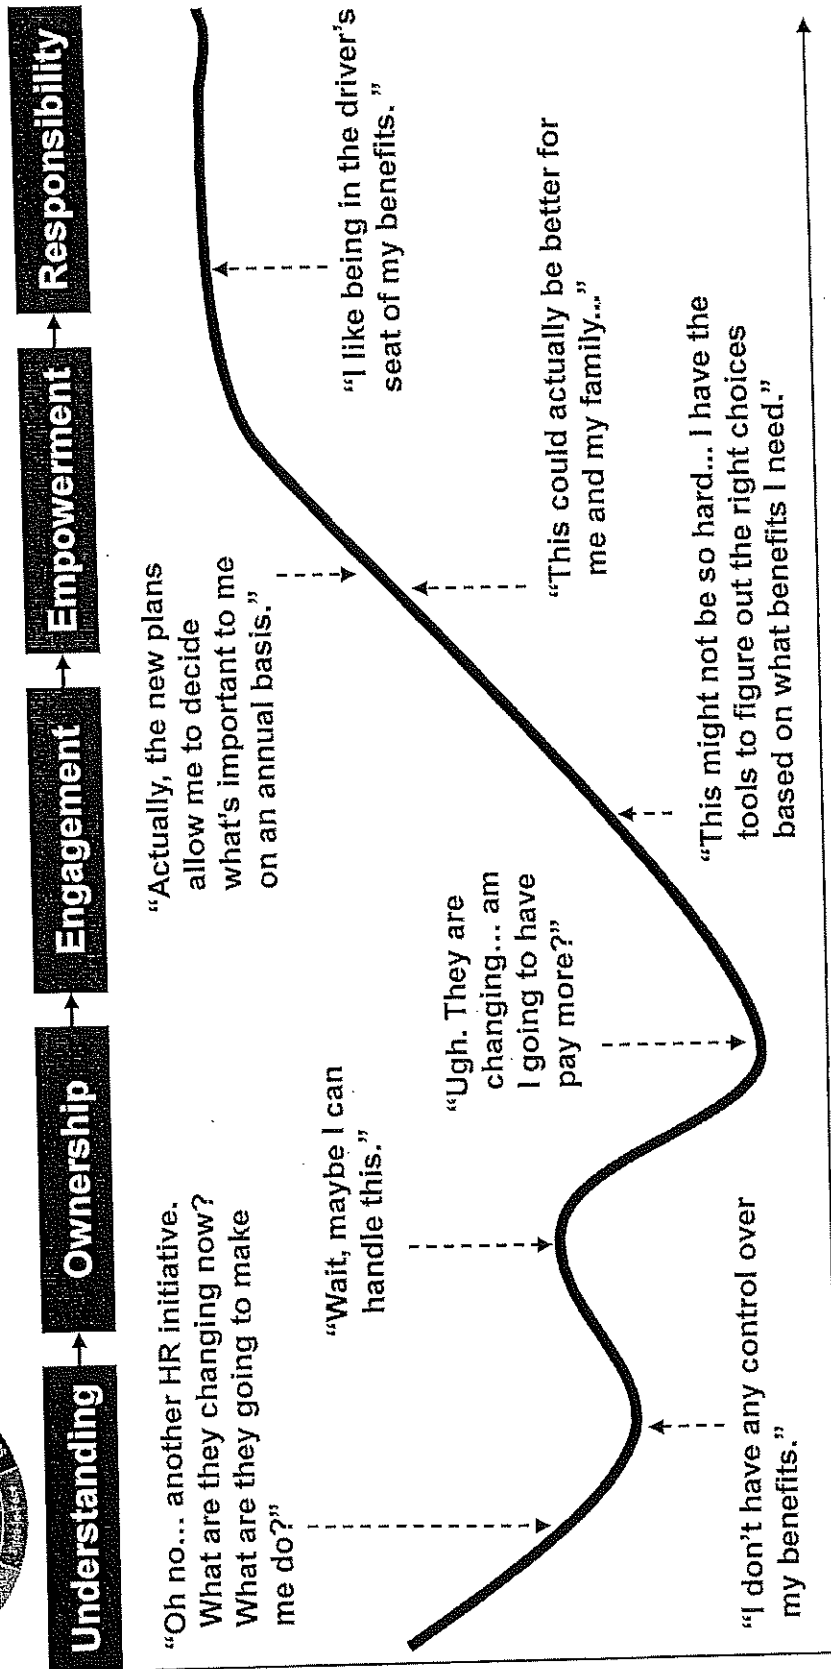 Understanding
Ownership
Engagement
Empowerment
Responsibility
“Oh no... another HR initiative.
What are they changing now?
What are they going to make
me do?”
“I don't have any control over
my benefits.”
“Wait, maybe I can
handle this.”
“Ugh. They are
changing... am
I going to have
pay more?”
“This might not be so hard... I have the
tools to figure out the right choices
based on what benefits I need.”
“Actually, the new plans
allow me to decide
what's important to me
on an annual basis.”
“This could actually be better for
me and my family...”
“I like being in the driver's
seat of my benefits.”